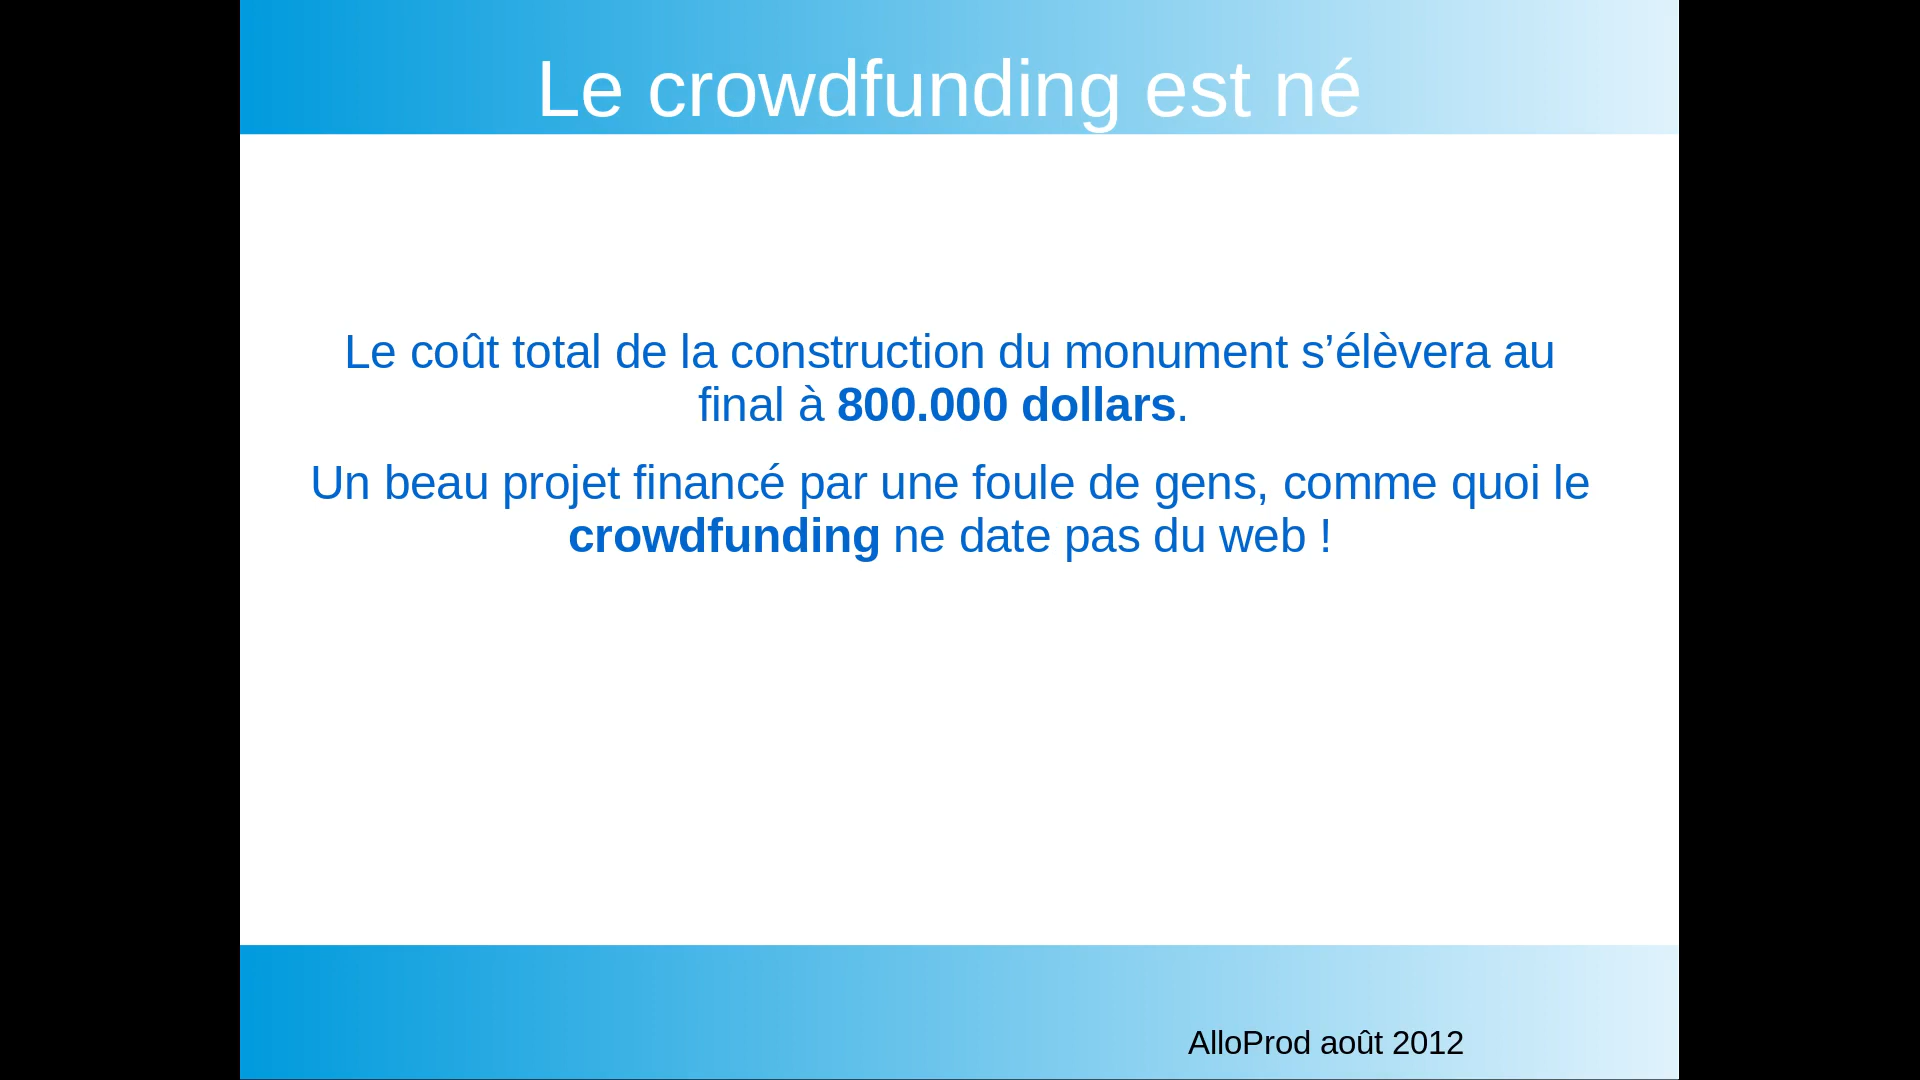 Le crowdfunding est né
Le coût total de la construction du monument s’élèvera au
final à 800.000 dollars.
Un beau projet financé par une foule de gens, comme quoi le
crowdfunding ne date pas du web !
AlloProd août 2012